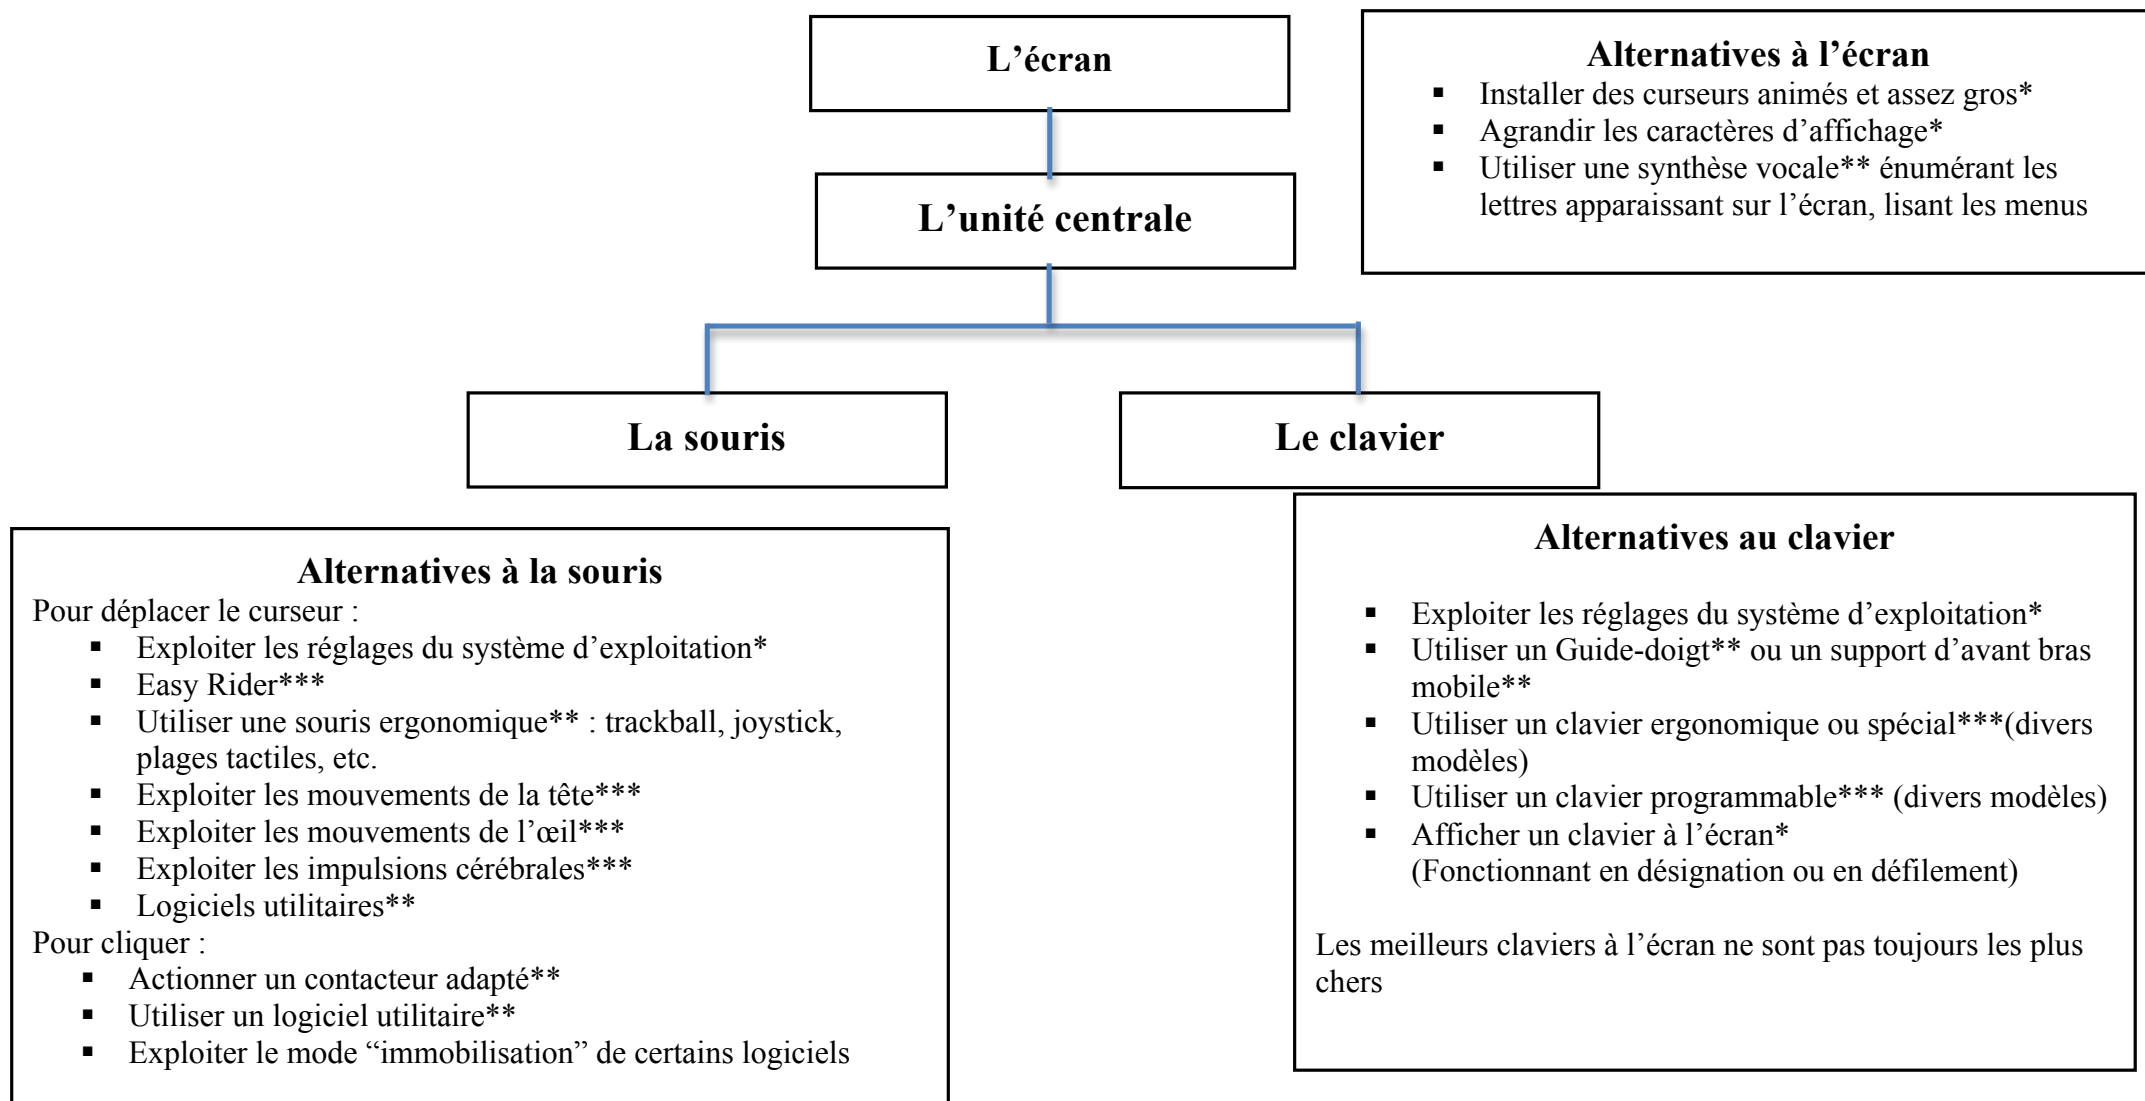 L’écran
Alternatives à l’écran
▪ Installer des curseurs animés et assez gros*
▪ Agrandir les caractères d’affichage*
▪ Utiliser une synthèse vocale** énumérant les
lettres apparaissant sur l’écran, lisant les menus
L’unité centrale
La souris
Le clavier
Alternatives à la souris
Pour déplacer le curseur :
▪ Exploiter les réglages du système d’exploitation*
▪ Easy Rider***
▪ Utiliser une souris ergonomique** : trackball, joystick,
plages tactiles, etc.
▪ Exploiter les mouvements de la tête***
▪ Exploiter les mouvements de l’œil***
▪ Exploiter les impulsions cérébrales***
▪ Logiciels utilitaires**
Pour cliquer :
▪ Actionner un contacteur adapté**
▪ Utiliser un logiciel utilitaire**
▪ Exploiter le mode “immobilisation” de certains logiciels
Alternatives au clavier
▪ Exploiter les réglages du système d’exploitation*
▪ Utiliser un Guide-doigt** ou un support d’avant bras
mobile**
▪ Utiliser un clavier ergonomique ou spécial***(divers
modèles)
▪ Utiliser un clavier programmable*** (divers modèles)
▪ Afficher un clavier à l’écran*
(Fonctionnant en désignation ou en défilement)
Les meilleurs claviers à l’écran ne sont pas toujours les plus
chers